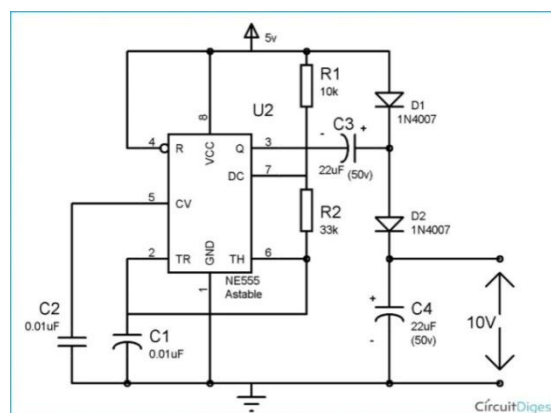 5v
R1
10k
D1
1N4007
U2
C3
- +
22uF (50v)
8
4 R VCC Q 3
DC 7
5 CV
R2
33k
D2
1N4007
2 TR GND TH 6
1
NE555
Astable
C2
0.01uF
C1
0.01uF
+
C4
22uF
(50v)
-
10V
CircuitDiges